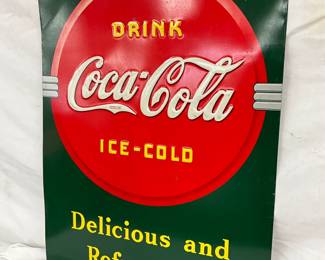 DRINK
Coca-Cola
ICE-COLD
Delicious and